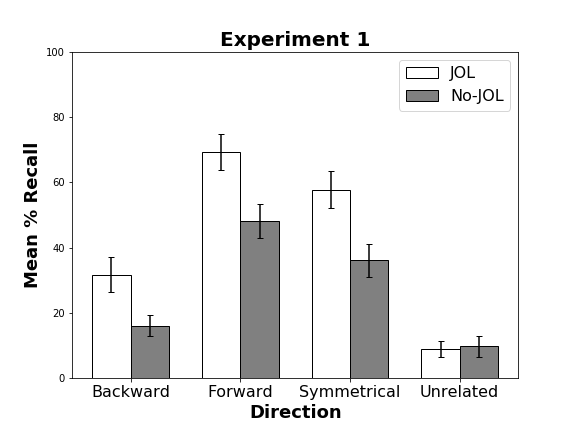 Experiment 1
JOL
No-JOL
Mean % Recall
100
80
60
40
20
0
Backward Forward Symmetrical Unrelated
Direction